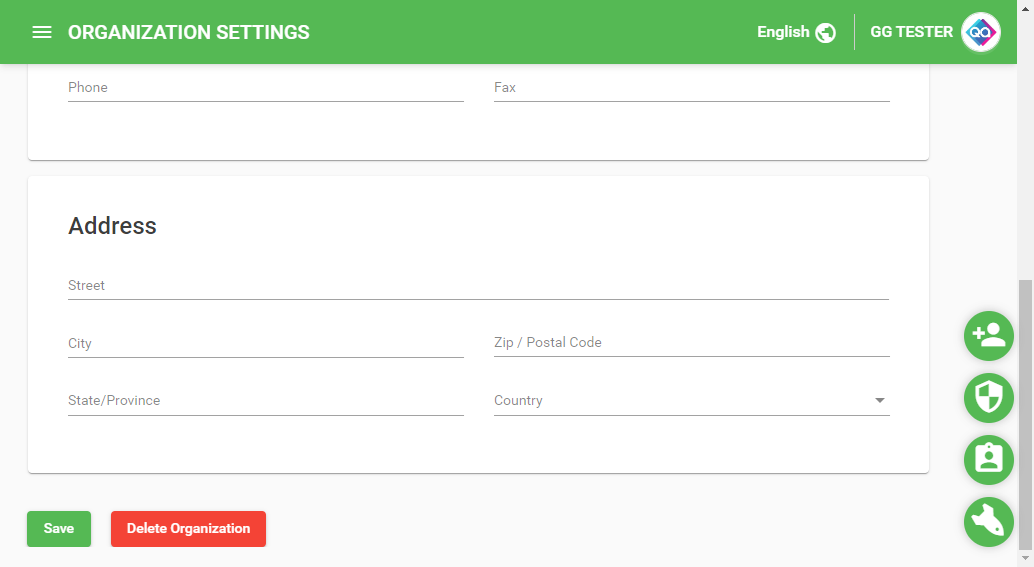 ORGANIZATION SETTINGS
English
GG TESTER
Phone
Fax
Address
Street
City
Zip / Postal Code
State/Province
Country
Save
Delete Organization